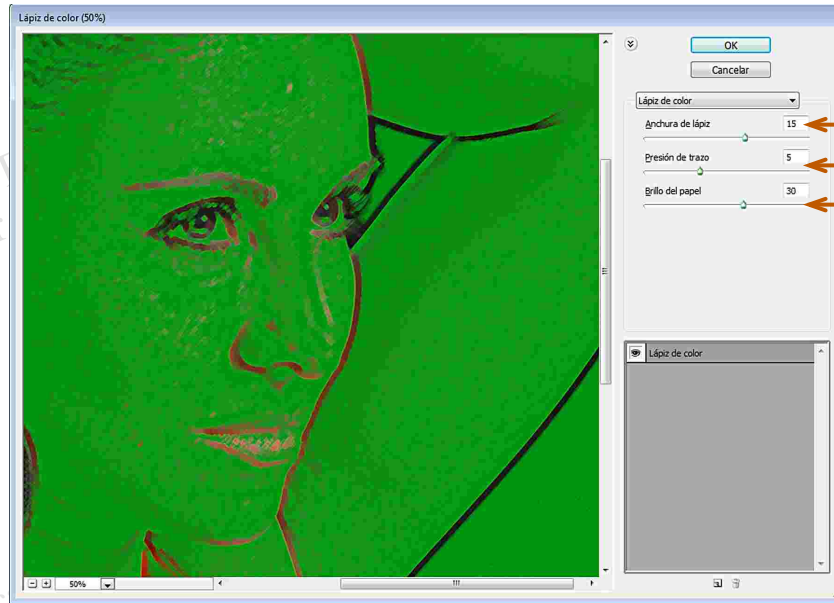 Lápiz de color (50%)
OK
Cancelar
Lápiz de color
Anchura de lápiz 15
Presión de trazo 5
Brillo del papel 30
Lápiz de color
50%